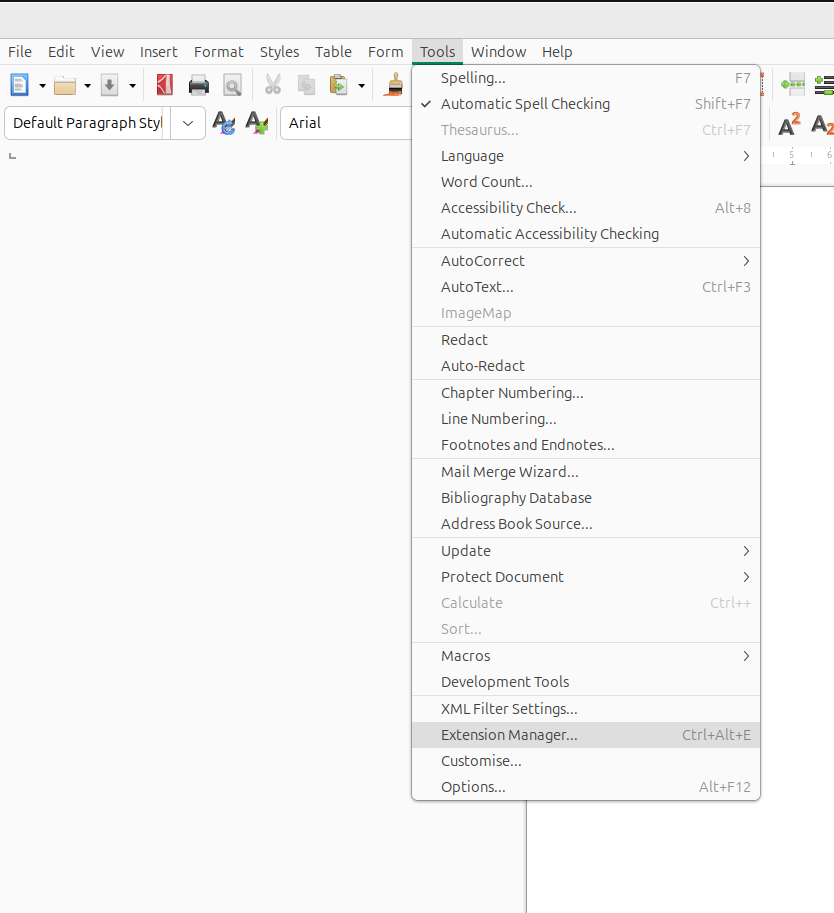 File Edit View Insert Format Styles Table Form Tools Window Help
Default Paragraph Styl Arial
Spelling... F7
Automatic Spell Checking Shift+F7
Thesaurus... Ctrl+F7
Language
Word Count...
Accessibility Check... Alt+8
Automatic Accessibility Checking
AutoCorrect
AutoText... Ctrl+F3
ImageMap
Redact
Auto-Redact
Chapter Numbering...
Line Numbering...
Footnotes and Endnotes...
Mail Merge Wizard...
Bibliography Database
Address Book Source...
Update
Protect Document
Calculate Ctrl++
Sort...
Macros
Development Tools
XML Filter Settings...
Extension Manager... Ctrl+Alt+E
Customise...
Options... Alt+F12
A2 A2
5 6